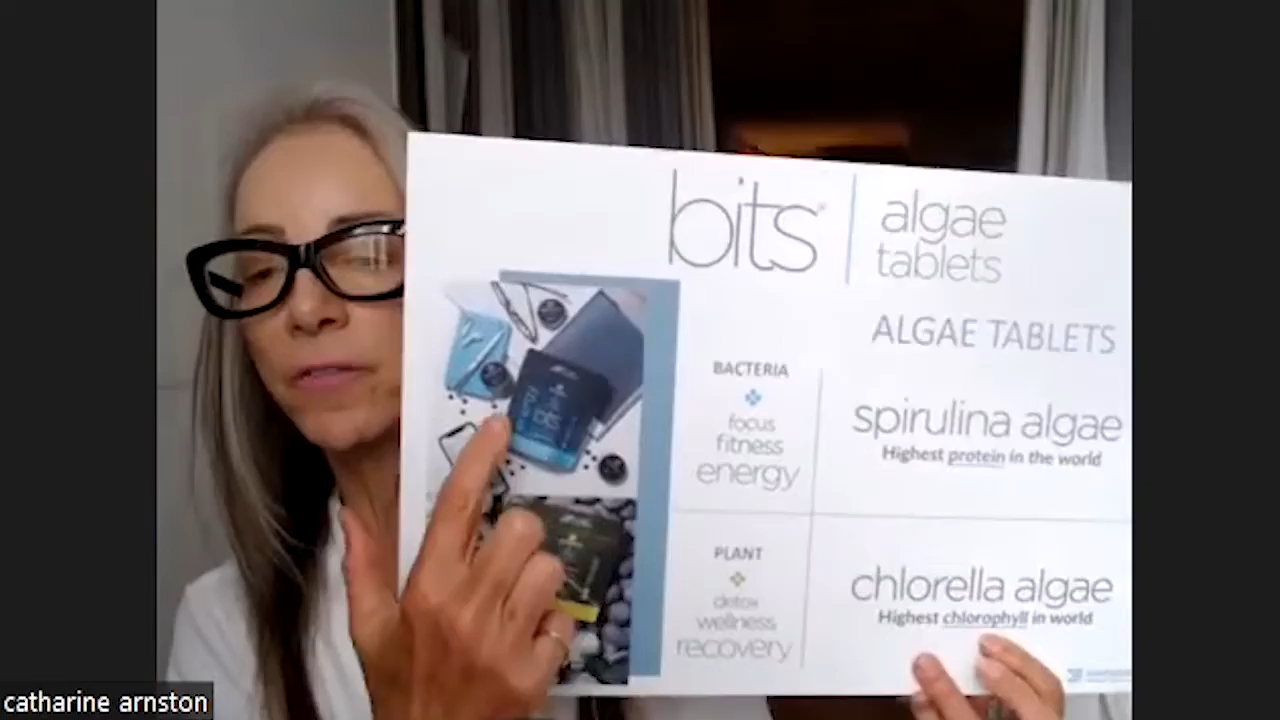 bits®
algae
tablets
ALGAE TABLETS
BACTERIA
focus
fitness
energy
spirulina algae
Highest protein in the world
PLANT
detox
wellness
recovery
chlorella algae
Highest chlorophyll in world
bits
catharine arnston